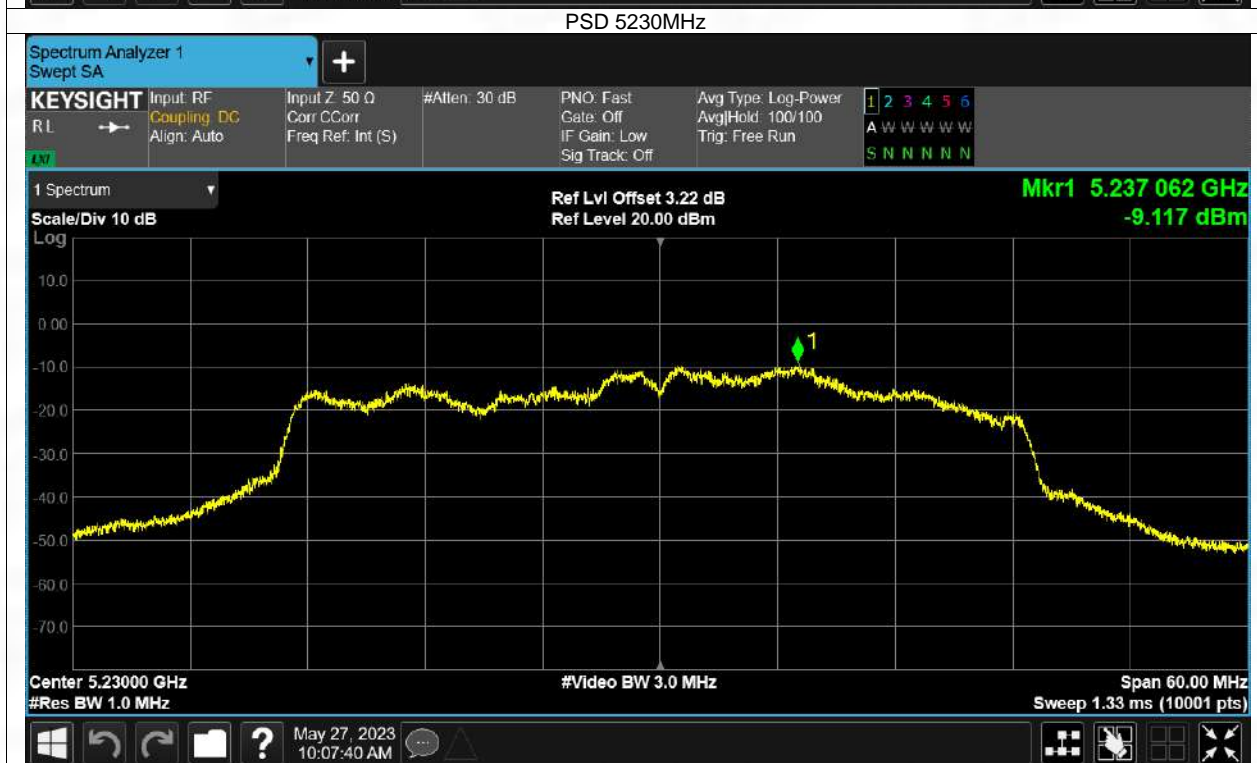 PSD 5230MHz
Spectrum Analyzer 1
Swept SA
+
KEYSIGHT Input: RF Input Z: 50 Ω #Atten: 30 dB PNO: Fast Avg Type: Log-Power 1 2 3 4 5 6
RL Coupling: DC Corr CCorr Gate: Off Avg|Hold: 100/100 A W W W W W
Align: Auto Freq Ref: Int (S) IF Gain: Low Trig: Free Run
LXI Sig Track: Off S N N N N N
1 Spectrum Ref Lvl Offset 3.22 dB Mkr1 5.237 062 GHz
Scale/Div 10 dB Ref Level 20.00 dBm -9.117 dBm
Log
10.0
0.00
1
-10.0
-20.0
-30.0
-40.0
-50.0
-60.0
-70.0
Center 5.23000 GHz #Video BW 3.0 MHz Span 60.00 MHz
#Res BW 1.0 MHz Sweep 1.33 ms (10001 pts)
? May 27, 2023
10:07:40 AM